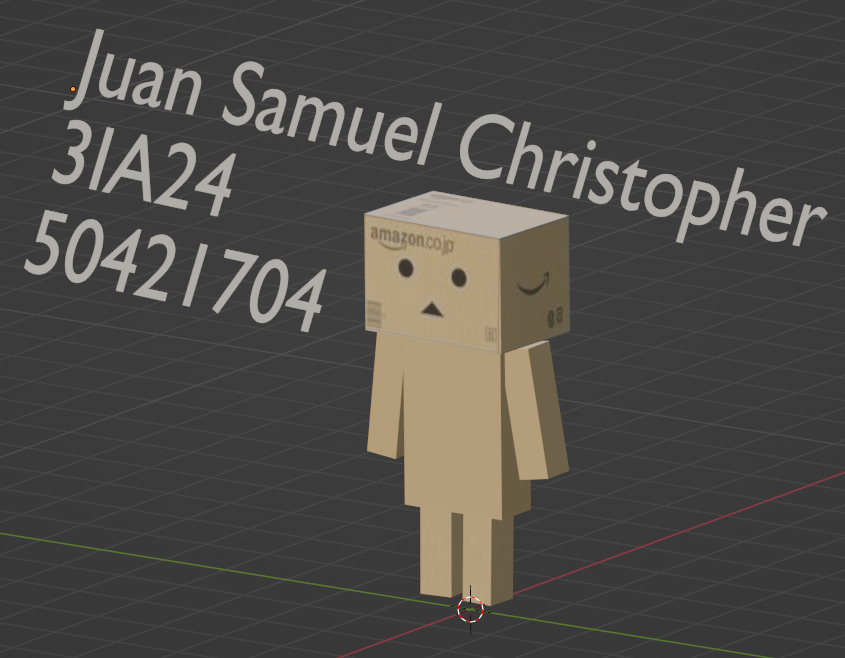 Juan Samuel Christopher
3IA24
50421704
amazon.co.jp